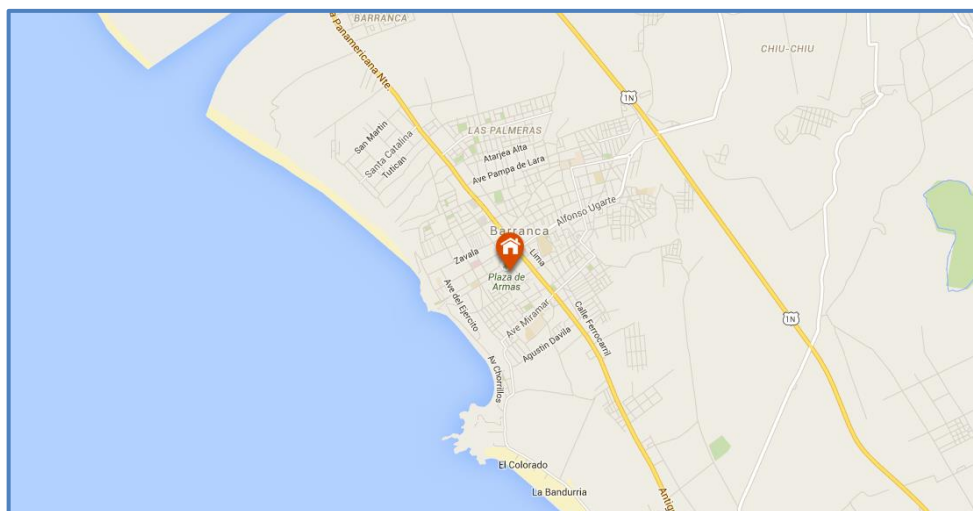 BARRANCA
a Panamericana Nte.
CHIU-CHIU
1N
LAS PALMERAS
San Martin
Santa Catalina
Tutican
Atarjea Alta
Ave Pampa de Lara
Alfonso Ugarte
Barranca
Zavala
Lima
Plaza de
Armas
Ave del Ejercito
Ave Miramar
Calle Ferrocarril
1N
Agustin Davila
Av Chorrillos
El Colorado
La Bandurria
Antig